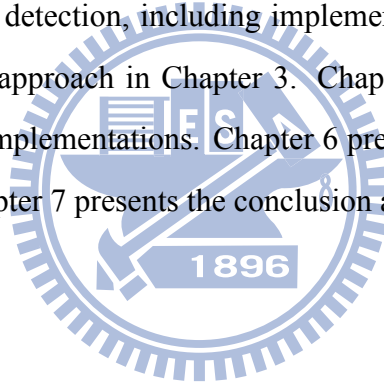 detection, including implemen
approach in Chapter 3. Chap
E S
mplementations. Chapter 6 pre
pter 7 presents the conclusion a
1896